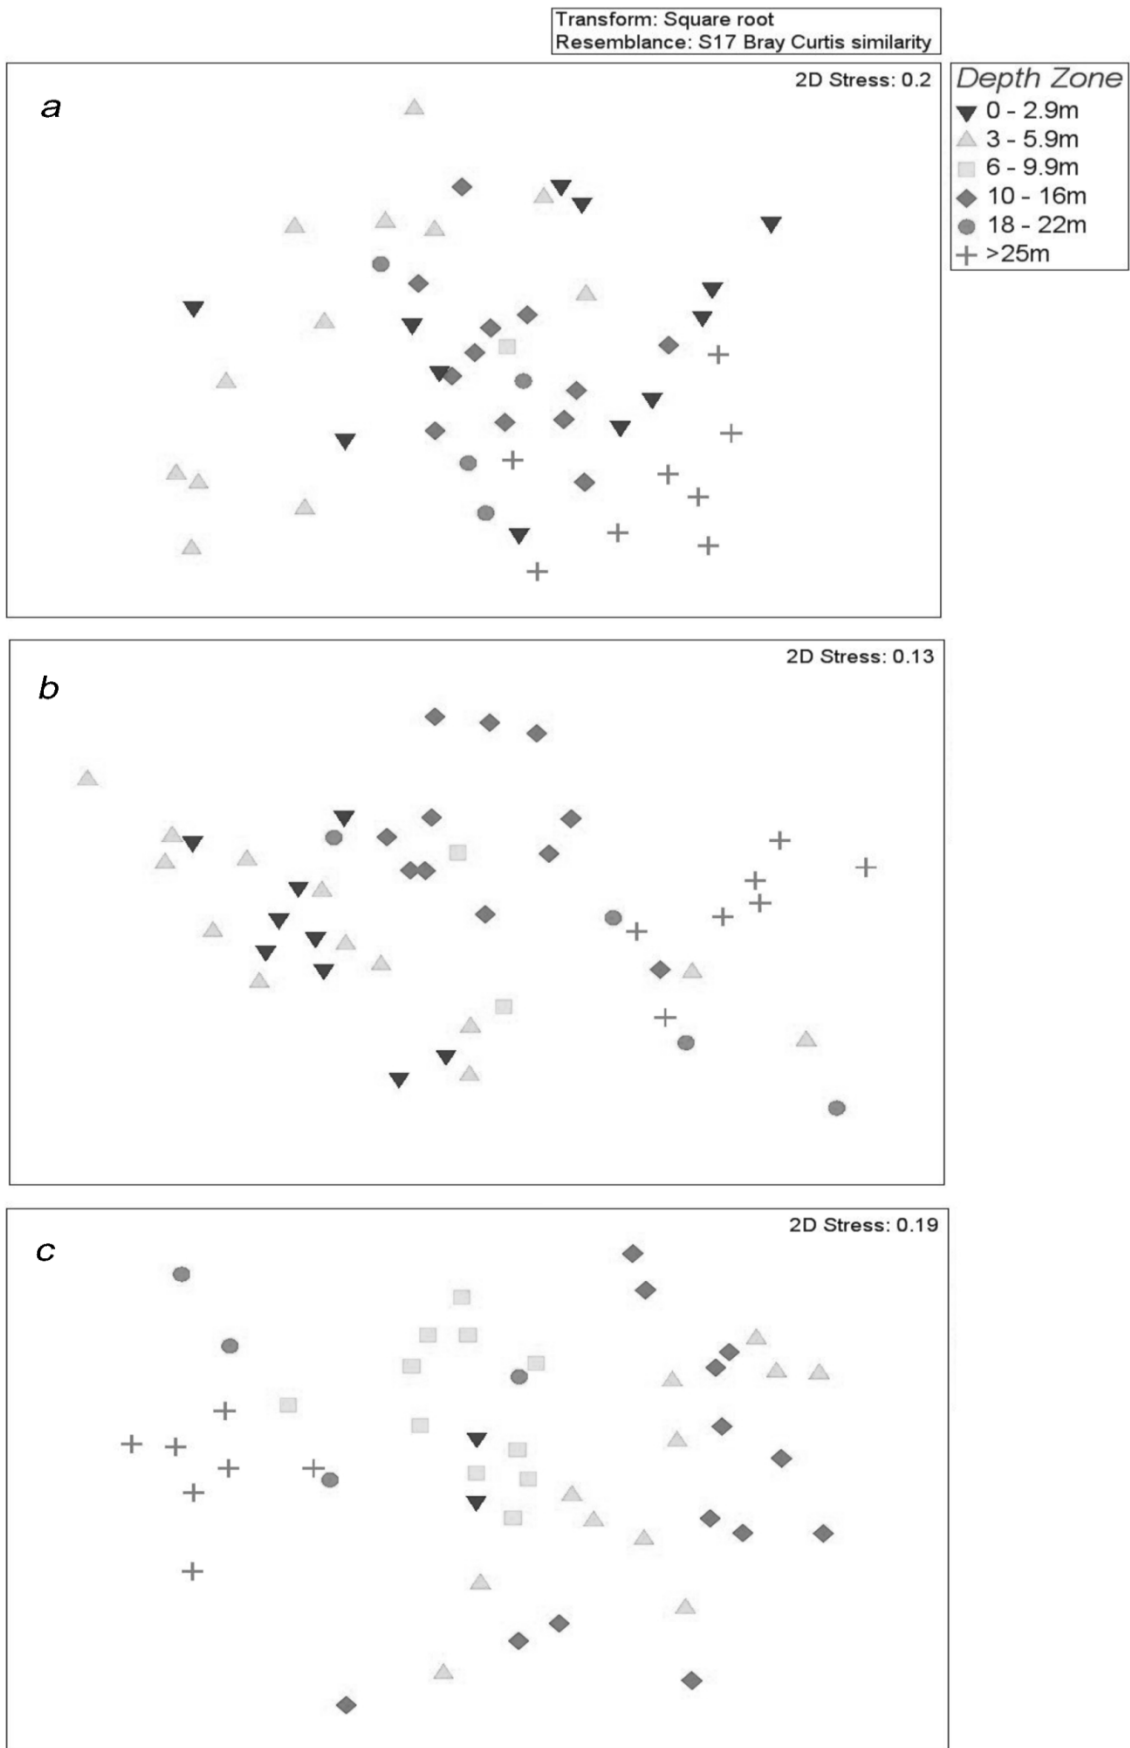 Transform: Square root
Resemblance: S17 Bray Curtis similarity
a
2D Stress: 0.2
Depth Zone
0 - 2.9m
3 - 5.9m
6 - 9.9m
10 - 16m
18 - 22m
>25m
b
2D Stress: 0.13
c
2D Stress: 0.19